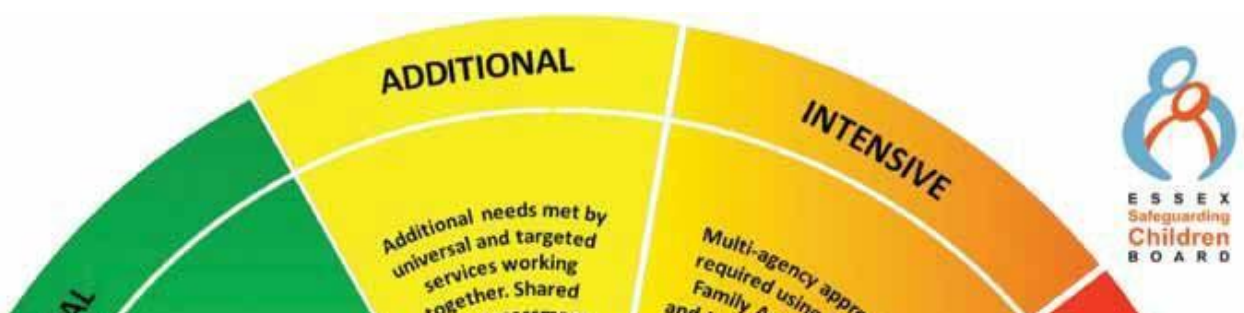 ADDITIONAL
INTENSIVE
Additional needs met by
universal and targeted
services working
together. Shared
Multi-agency
required using
Family
ESSEX
Safeguarding
Children
BOARD